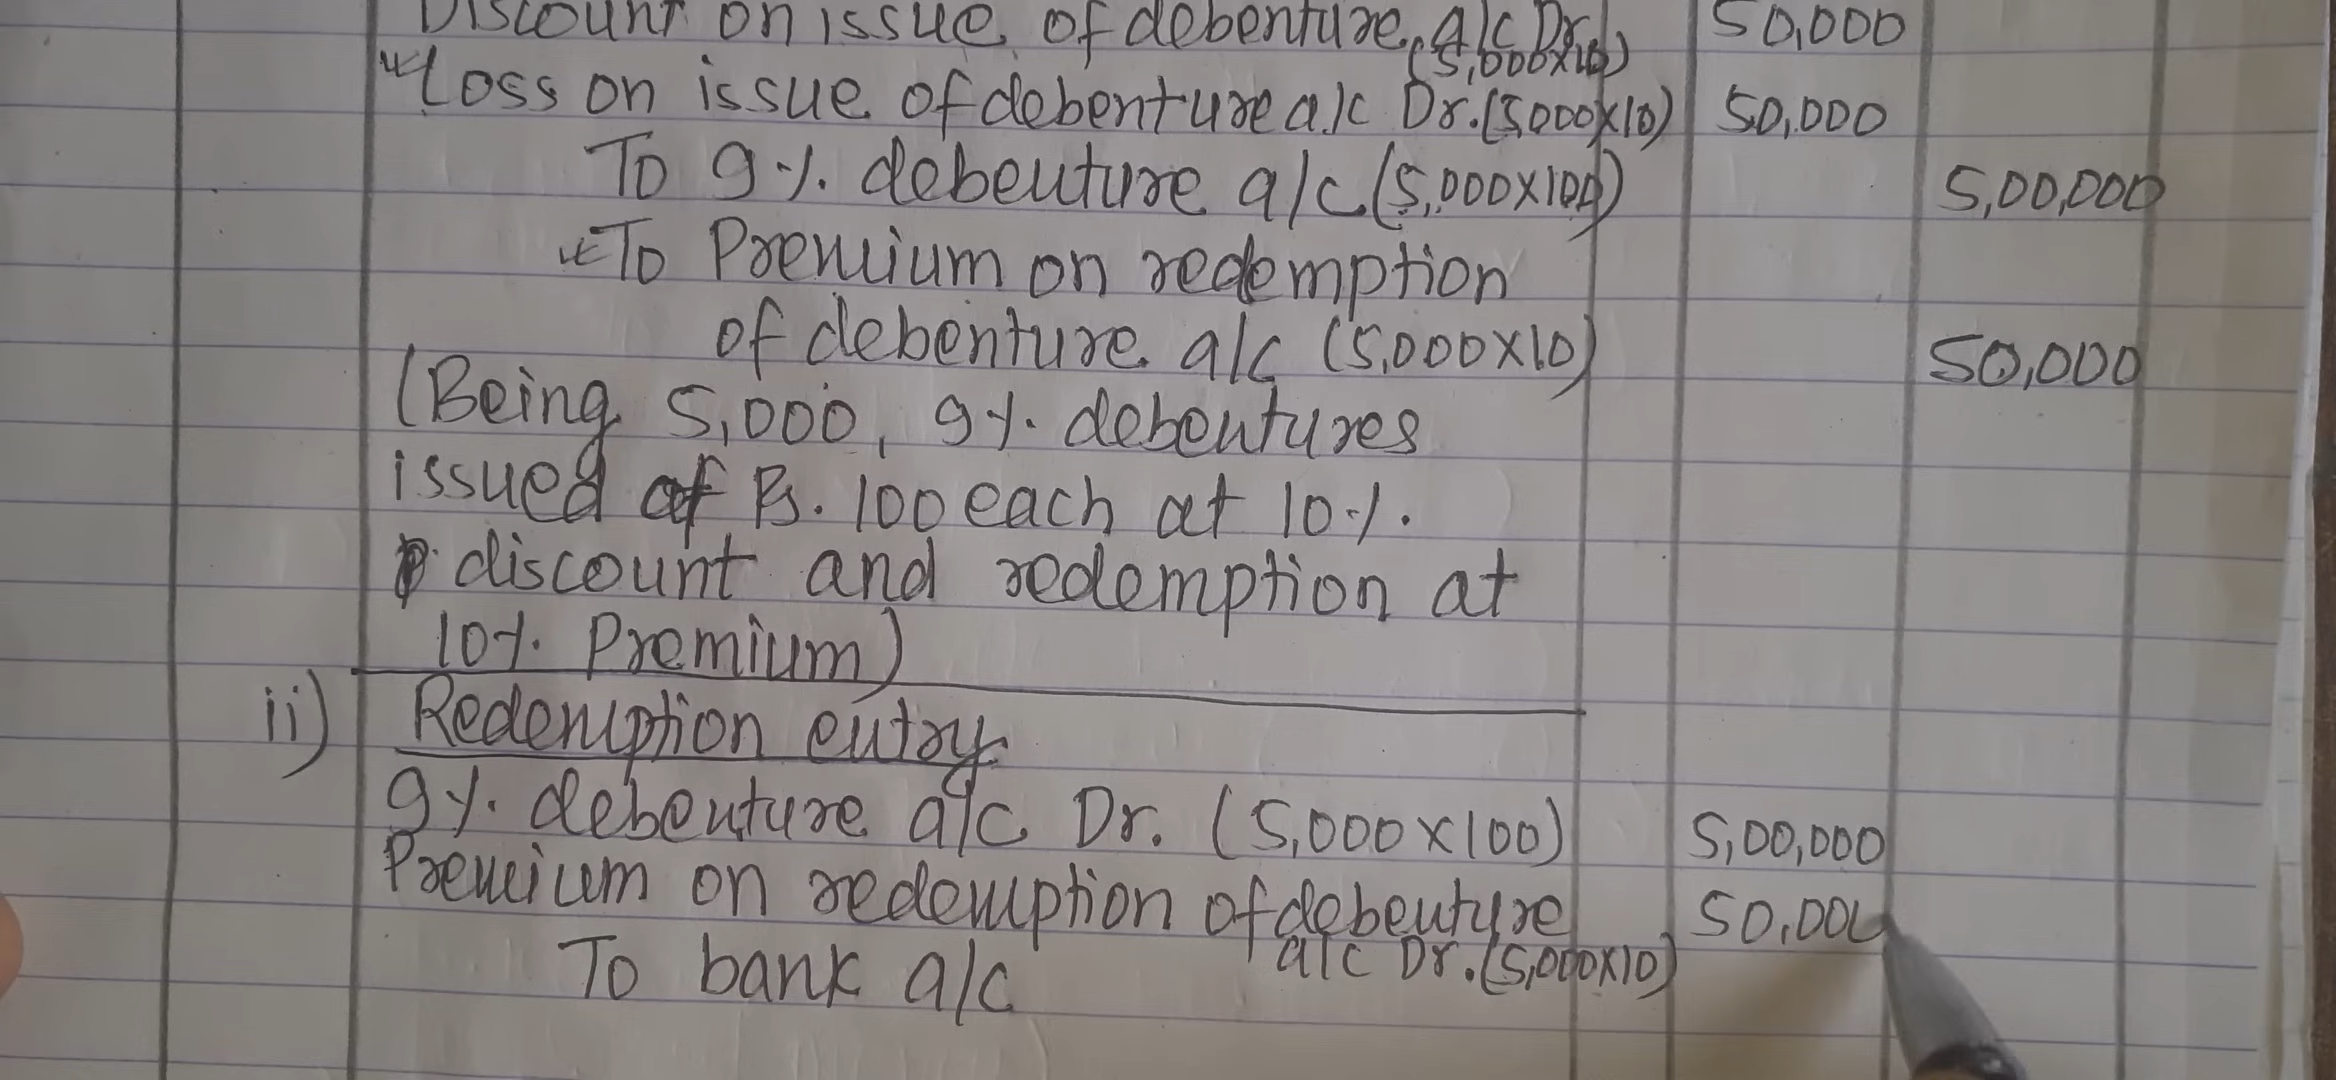 Discount on issue of debenture a/c Dr. 50,000
(5,000x10)
Loss on issue of debenture a/c Dr.(5000x10) 50,000
To 9%. debenture a/c (5,000x100) 5,00,000
To Premium on redemption
of debenture a/c (5,000x10) 50,000
(Being 5,000, 9%. debentures
issued of Rs. 100 each at 10%.
discount and redemption at
10%. Premium)
ii) Redemption entry
9%. debenture a/c Dr. (5,000x100) 5,00,000
Premium on redemption of debenture 50,000
a/c Dr.(5,000x10)
To bank a/c